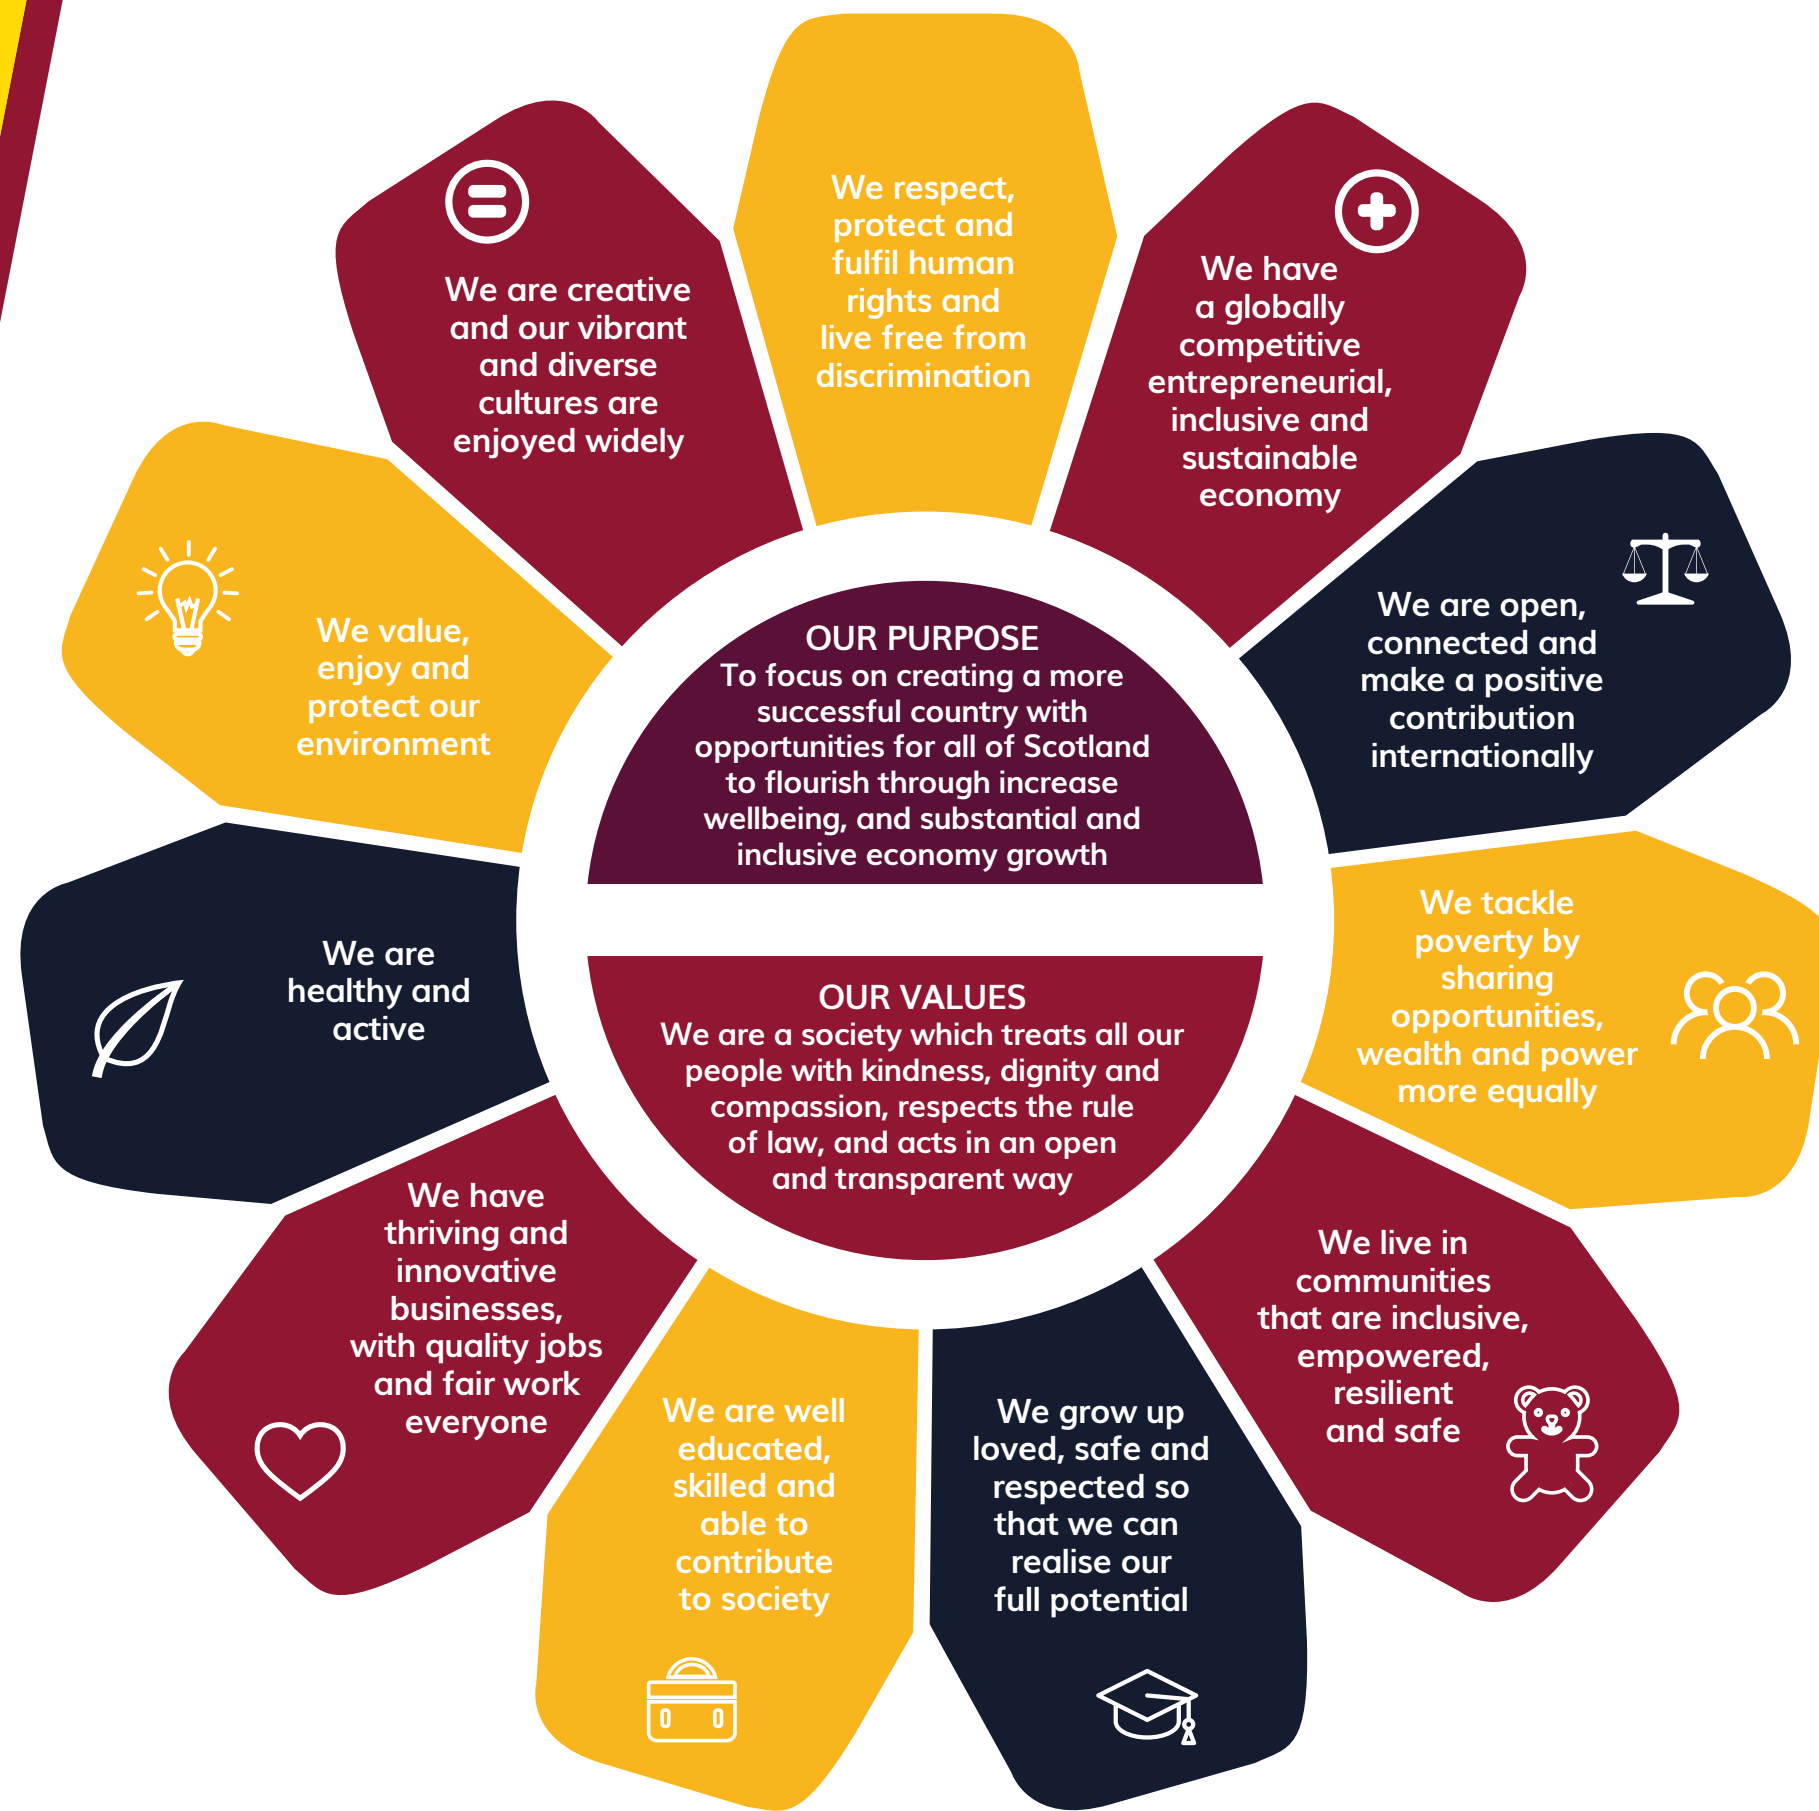 We respect,
protect and
fulfil human
rights and
live free from
discrimination
We have
a globally
competitive
entrepreneurial,
inclusive and
sustainable
economy
We are open,
connected and
make a positive
contribution
internationally
We tackle
poverty by
sharing
opportunities,
wealth and power
more equally
We live in
communities
that are inclusive,
empowered,
resilient
and safe
We grow up
loved, safe and
respected so
that we can
realise our
full potential
We are well
educated,
skilled and
able to
contribute
to society
We have
thriving and
innovative
businesses,
with quality jobs
and fair work
everyone
We are
healthy and
active
We value,
enjoy and
protect our
environment
We are creative
and our vibrant
and diverse
cultures are
enjoyed widely
OUR PURPOSE
To focus on creating a more
successful country with
opportunities for all of Scotland
to flourish through increase
wellbeing, and substantial and
inclusive economy growth
OUR VALUES
We are a society which treats all our
people with kindness, dignity and
compassion, respects the rule
of law, and acts in an open
and transparent way